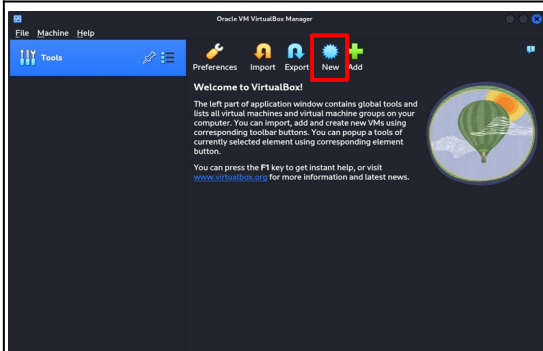 Oracle VM VirtualBox Manager
File Machine Help
Tools
Preferences Import Export New Add
Welcome to VirtualBox!
The left part of application window contains global tools and
lists all virtual machines and virtual machine groups on your
computer. You can import, add and create new VMs using
corresponding toolbar buttons. You can popup a tools of
currently selected element using corresponding element
button.
You can press the F1 key to get instant help, or visit
www.virtualbox.org for more information and latest news.